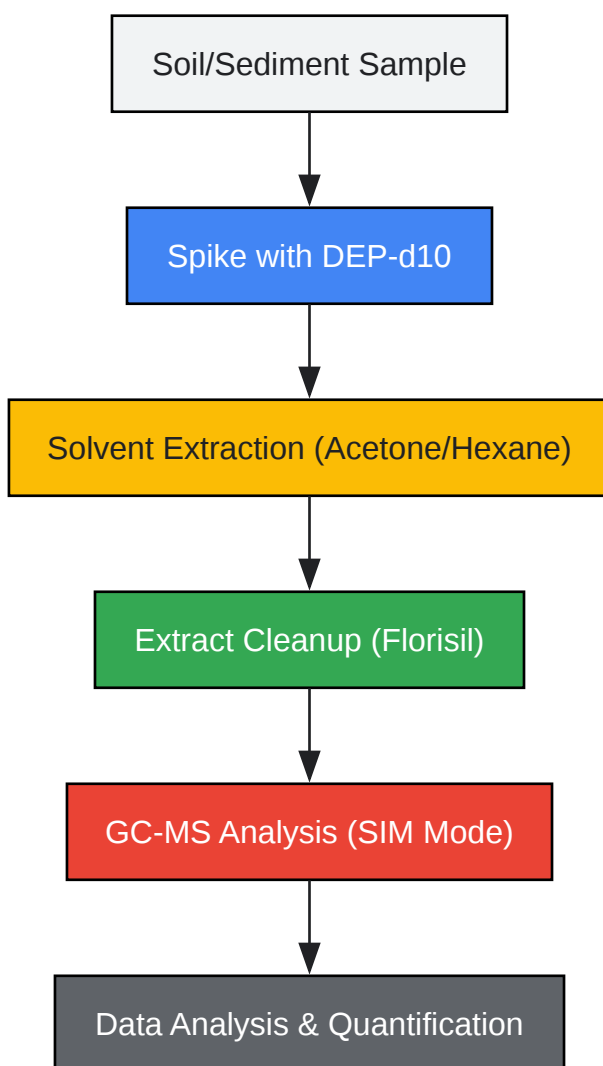 Soil/Sediment Sample
Spike with DEP-d10
Solvent Extraction (Acetone/Hexane)
Extract Cleanup (Florisil)
GC-MS Analysis (SIM Mode)
Data Analysis & Quantification